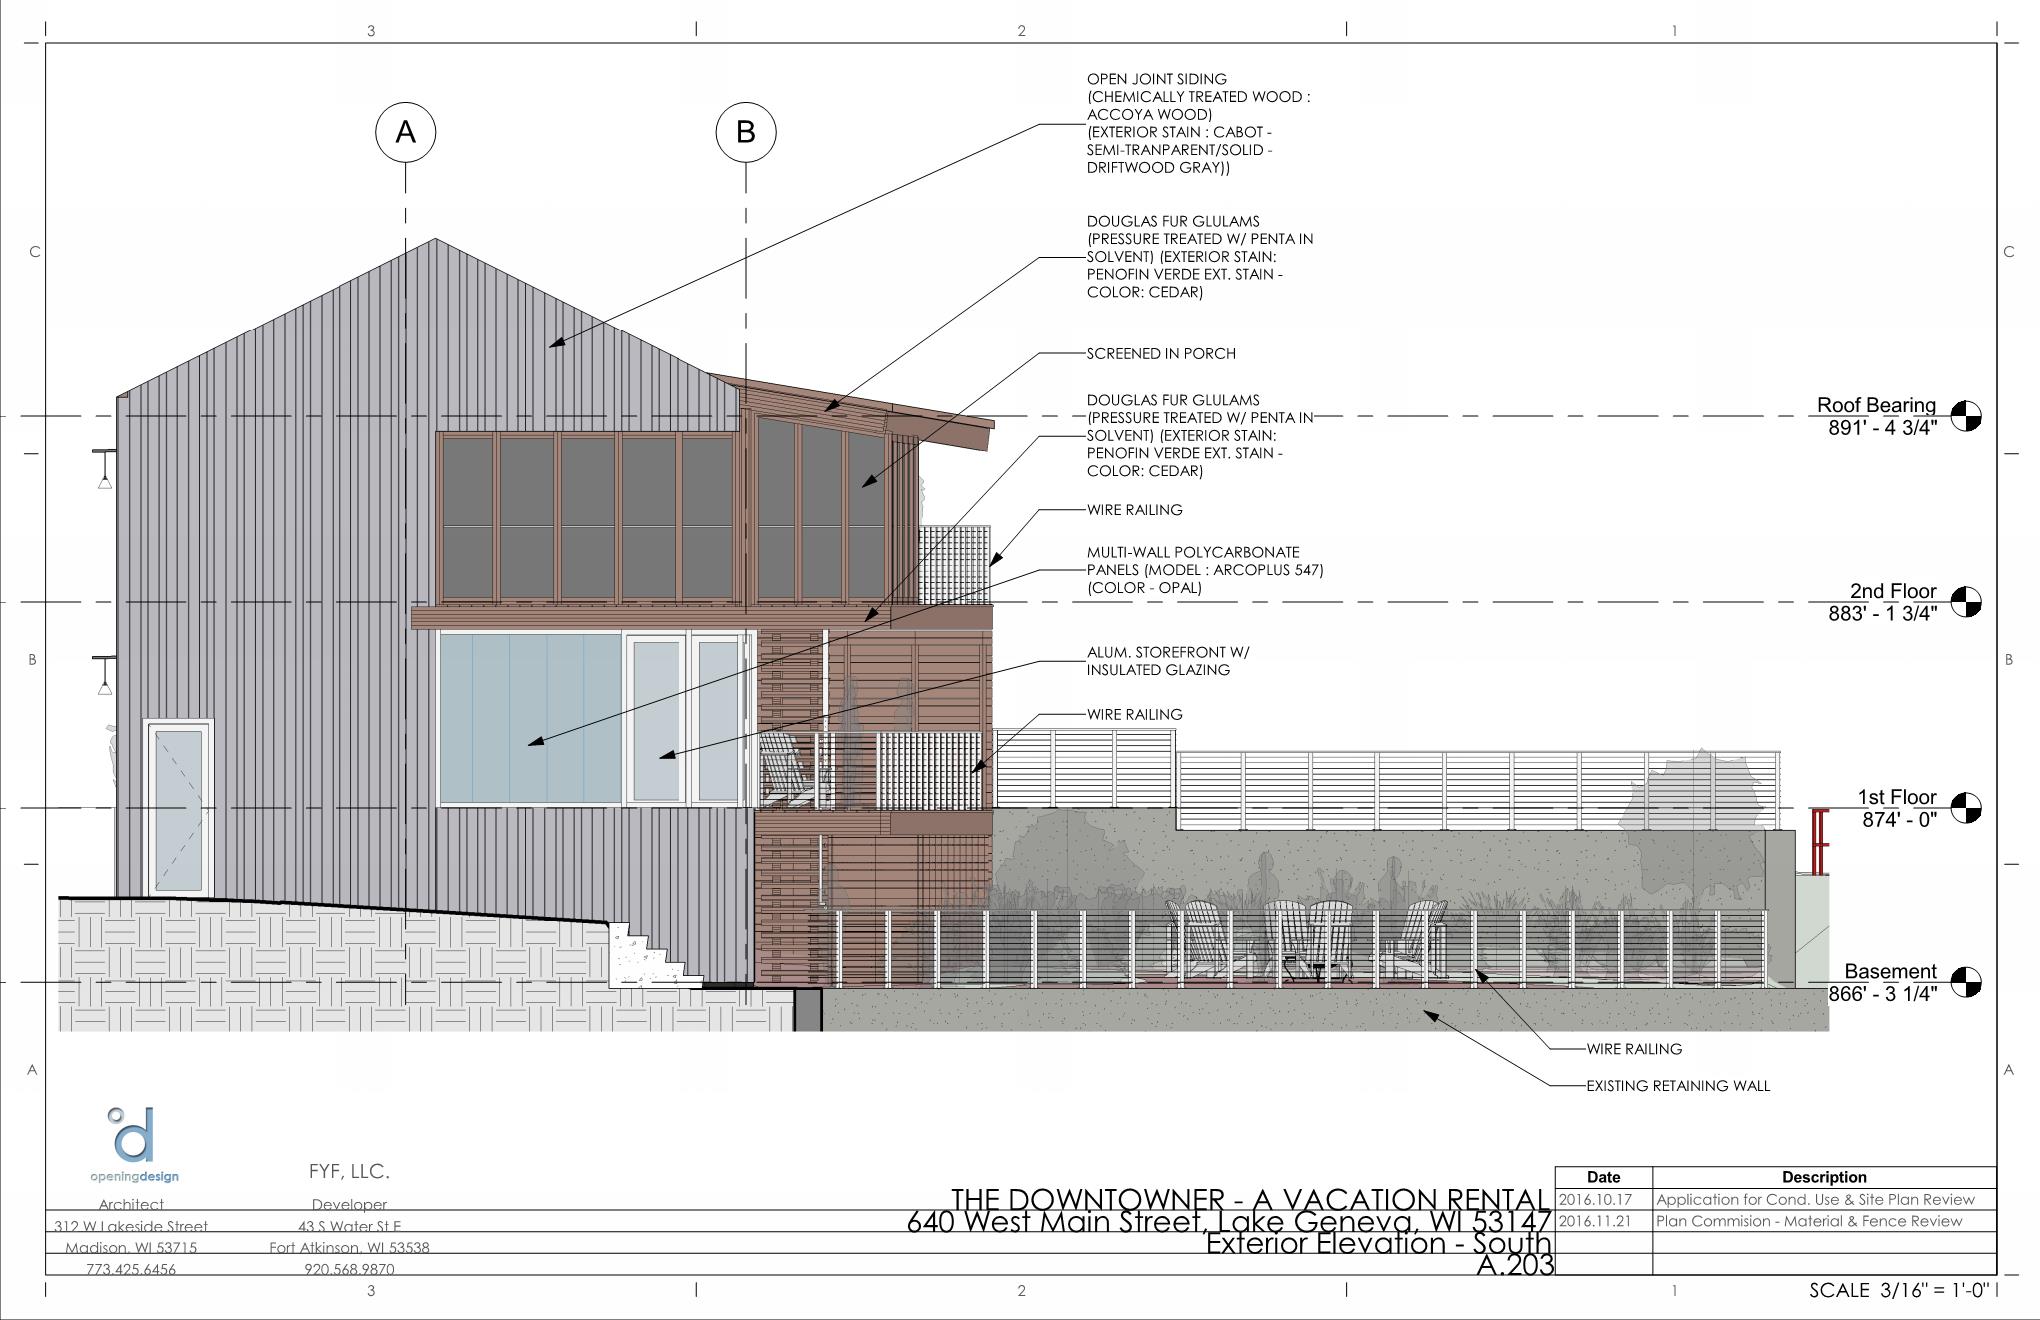 3
2
1
OPEN JOINT SIDING
(CHEMICALLY TREATED WOOD :
ACCOYA WOOD)
(EXTERIOR STAIN : CABOT -
SEMI-TRANPARENT/SOLID -
DRIFTWOOD GRAY))
A
B
DOUGLAS FUR GLULAMS
(PRESSURE TREATED W/ PENTA IN
SOLVENT) (EXTERIOR STAIN:
PENOFIN VERDE EXT. STAIN -
COLOR: CEDAR)
C
C
SCREENED IN PORCH
DOUGLAS FUR GLULAMS
(PRESSURE TREATED W/ PENTA IN
SOLVENT) (EXTERIOR STAIN:
PENOFIN VERDE EXT. STAIN -
COLOR: CEDAR)
Roof Bearing
891' - 4 3/4"
WIRE RAILING
MULTI-WALL POLYCARBONATE
PANELS (MODEL : ARCOPLUS 547)
(COLOR - OPAL)
2nd Floor
883' - 1 3/4"
B
B
ALUM. STOREFRONT W/
INSULATED GLAZING
WIRE RAILING
1st Floor
874' - 0"
Basement
866' - 3 1/4"
WIRE RAILING
EXISTING RETAINING WALL
A
A
d
openingdesign
Architect
312 W Lakeside Street
Madison, WI 53715
773.425.6456
FYF, LLC.
Developer
43 S Water St E
Fort Atkinson, WI 53538
920.568.9870
THE DOWNTOWNER - A VACATION RENTAL
640 West Main Street, Lake Geneva, WI 53147
Exterior Elevation - South
A.203
Date Description
2016.10.17 Application for Cond. Use & Site Plan Review
2016.11.21 Plan Commision - Material & Fence Review
3
2
1
SCALE 3/16" = 1'-0"